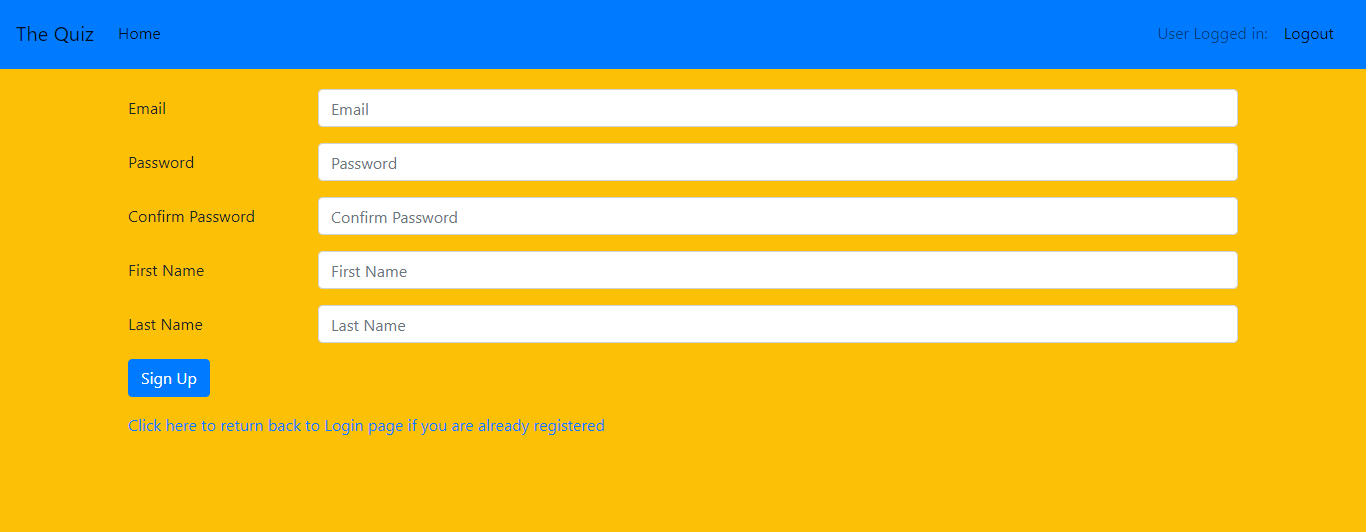 The Quiz Home User Logged in: Logout
Email Email
Password Password
Confirm Password Confirm Password
First Name First Name
Last Name Last Name
Sign Up
Click here to return back to Login page if you are already registered